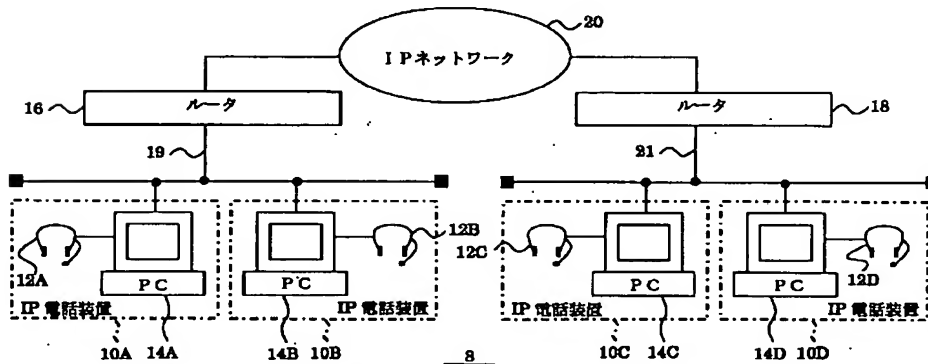 20
IPネットワーク
16
ルータ
ルータ
18
19
21
12A
PC
IP電話装置
12B
PC
IP電話装置
12C
PC
IP電話装置
12D
PC
IP電話装置
10A
14A
14B
10B
10C
14C
14D
10D
8